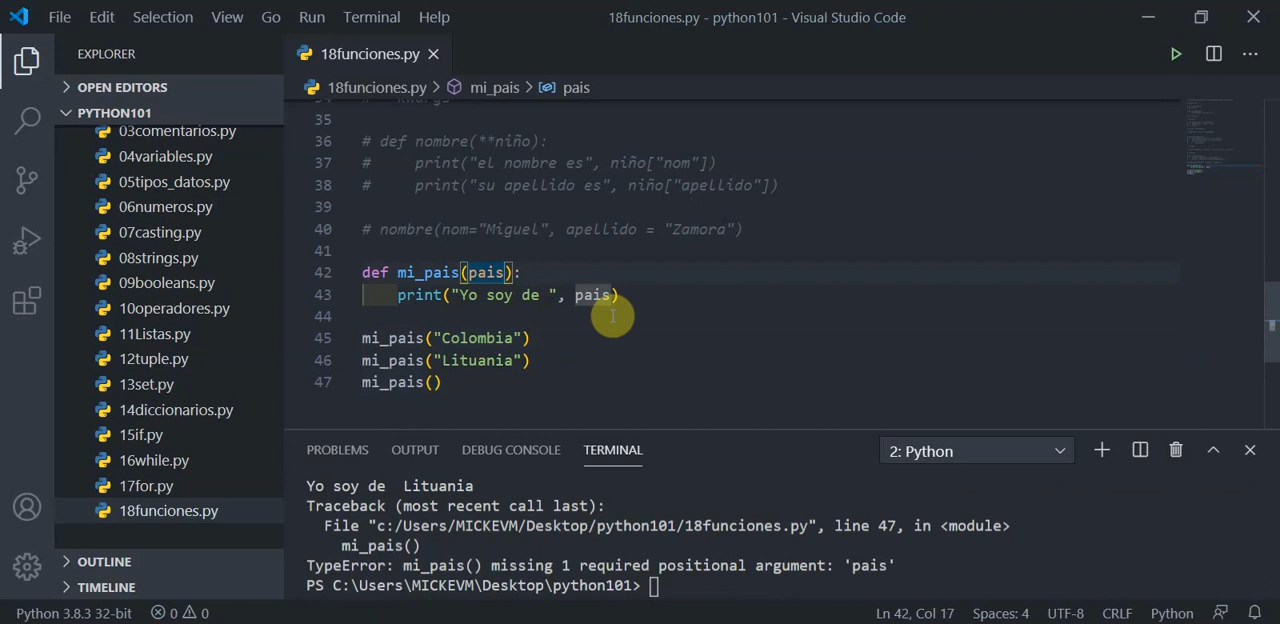 File Edit Selection View Go Run Terminal Help 18funciones.py - python101 - Visual Studio Code
EXPLORER
OPEN EDITORS
PYTHON101
03comentarios.py
04variables.py
05tipos_datos.py
06numeros.py
07casting.py
08strings.py
09booleans.py
10operadores.py
11Listas.py
12tuple.py
13set.py
14diccionarios.py
15if.py
16while.py
17for.py
18funciones.py
OUTLINE
TIMELINE
18funciones.py
18funciones.py > mi_pais > pais
34 # kwargs
35
36 # def nombre(**niño):
37 #     print("el nombre es", niño["nom"])
38 #     print("su apellido es", niño["apellido"])
39
40 # nombre(nom="Miguel", apellido = "Zamora")
41
42 def mi_pais(pais):
43     print("Yo soy de ", pais)
44
45 mi_pais("Colombia")
46 mi_pais("Lituania")
47 mi_pais()
PROBLEMS OUTPUT DEBUG CONSOLE TERMINAL 2: Python
Yo soy de  Lituania
Traceback (most recent call last):
  File "c:/Users/MICKEVM/Desktop/python101/18funciones.py", line 47, in <module>
    mi_pais()
TypeError: mi_pais() missing 1 required positional argument: 'pais'
PS C:\Users\MICKEVM\Desktop\python101>
Python 3.8.3 32-bit 0 0 Ln 42, Col 17 Spaces: 4 UTF-8 CRLF Python